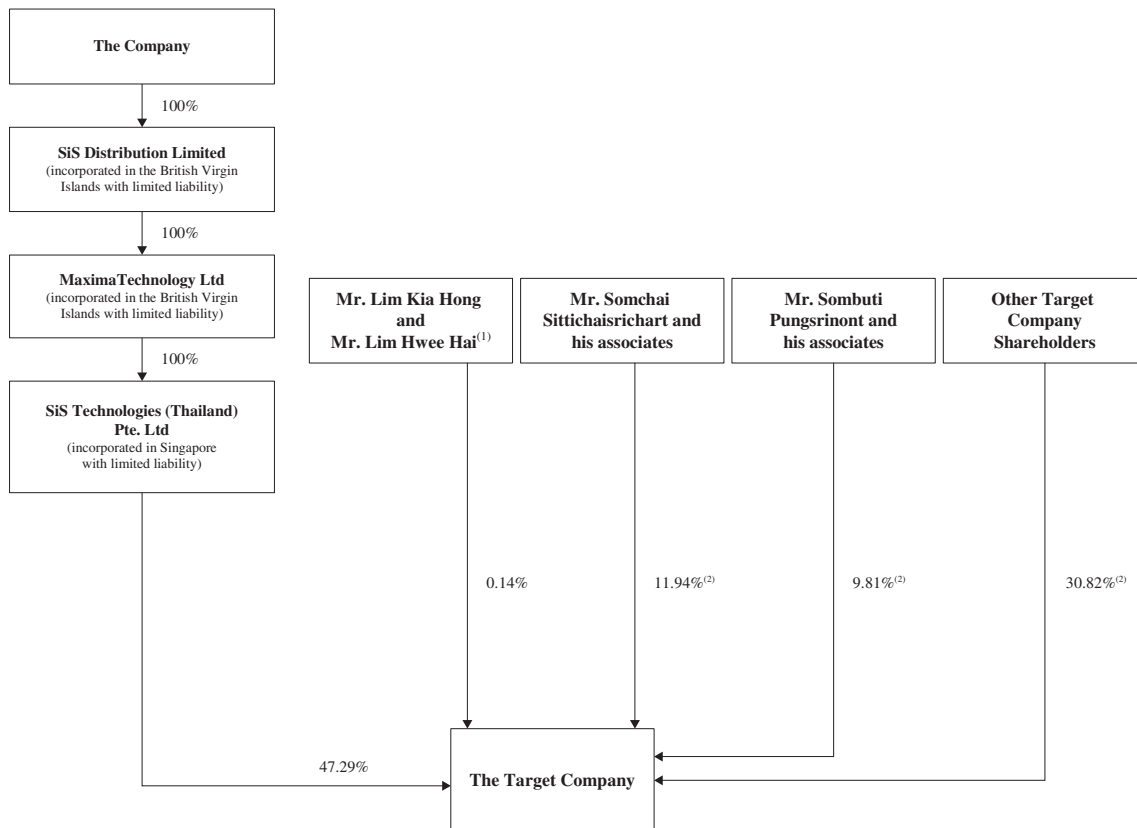 The Company
100%
SiS Distribution Limited
(incorporated in the British Virgin
Islands with limited liability)
100%
MaximaTechnology Ltd
(incorporated in the British Virgin
Islands with limited liability)
100%
SiS Technologies (Thailand)
Pte. Ltd
(incorporated in Singapore
with limited liability)
Mr. Lim Kia Hong
and
Mr. Lim Hwee Hai(1)
Mr. Somchai
Sittichaisrichart and
his associates
Mr. Sombuti
Pungsrinont and
his associates
Other Target
Company
Shareholders
0.14%
11.94%(2)
9.81%(2)
30.82%(2)
47.29%
The Target Company